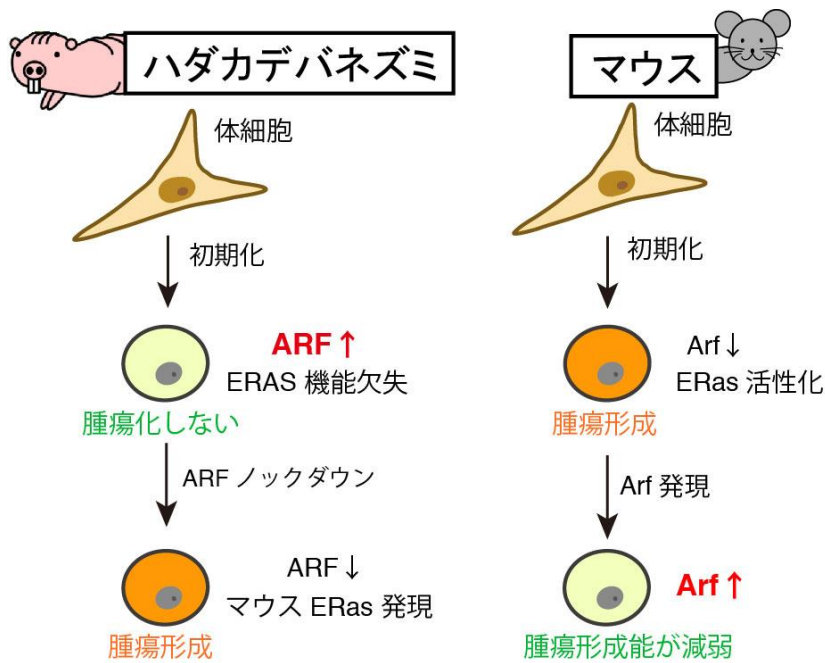 ハダカデバネズミ
体細胞
初期化
ARF ↑
ERAS 機能欠失
腫瘍化しない
ARF ノックダウン
ARF ↓
マウス ERas 発現
腫瘍形成
マウス
体細胞
初期化
Arf ↓
ERas 活性化
腫瘍形成
Arf 発現
Arf ↑
腫瘍形成能が減弱